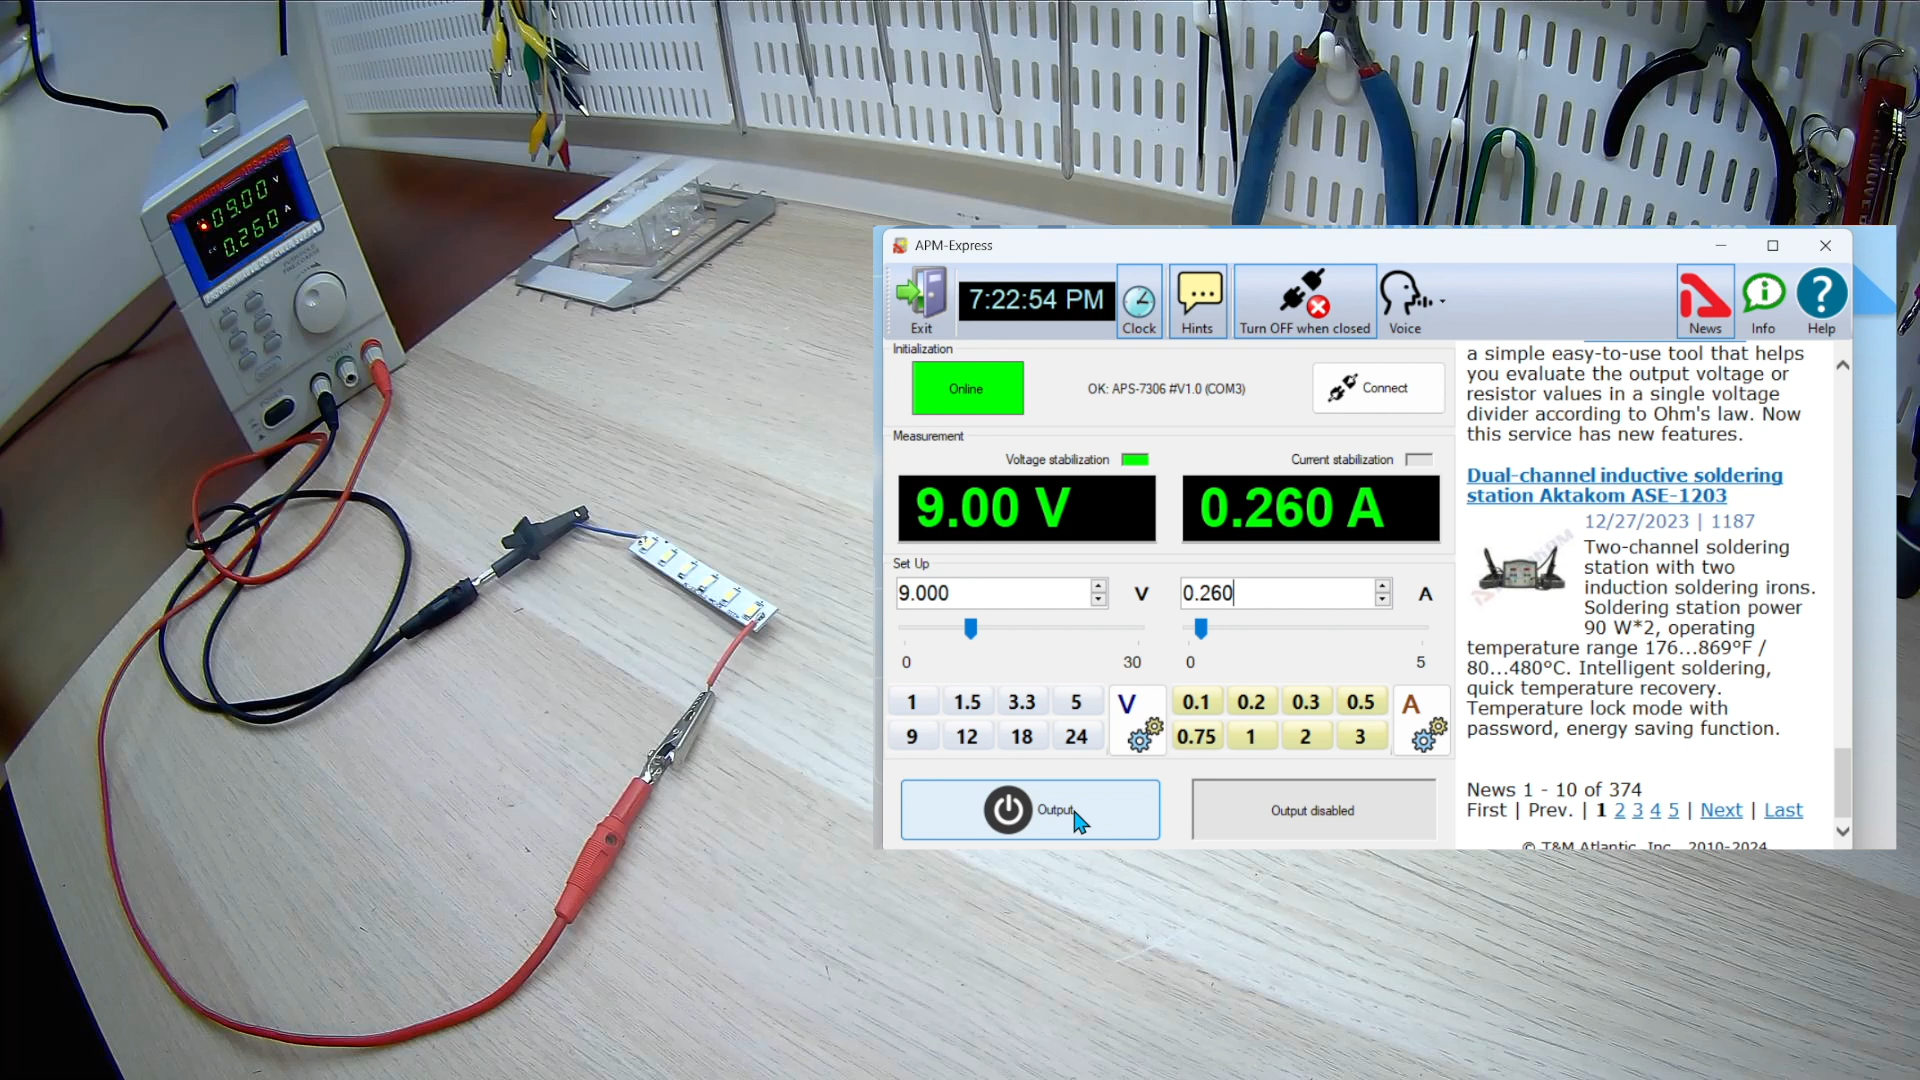 09.00 V
0.260 A
OUTPUT
POWER
APM-Express
7:22:54 PM
Exit
Clock
Hints
Turn OFF when closed
Voice
News
Info
Help
Initialization
Online
OK: APS-7306 #V1.0 (COM3)
Connect
Measurement
Voltage stabilization
Current stabilization
9.00 V
0.260 A
Set Up
9.000
V
0.260
A
0
30
0
5
1
1.5
3.3
5
V
0.1
0.2
0.3
0.5
A
9
12
18
24
0.75
1
2
3
Output
Output disabled
a simple easy-to-use tool that helps
you evaluate the output voltage or
resistor values in a single voltage
divider according to Ohm's law. Now
this service has new features.
Dual-channel inductive soldering
station Aktakom ASE-1203
12/27/2023 | 1187
Two-channel soldering
station with two
induction soldering irons.
Soldering station power
90 W*2, operating
temperature range 176...869°F /
80...480°C. Intelligent soldering,
quick temperature recovery.
Temperature lock mode with
password, energy saving function.
News 1 - 10 of 374
First | Prev. | 1 2 3 4 5 | Next | Last
© T&M Atlantic, Inc., 2010-2024